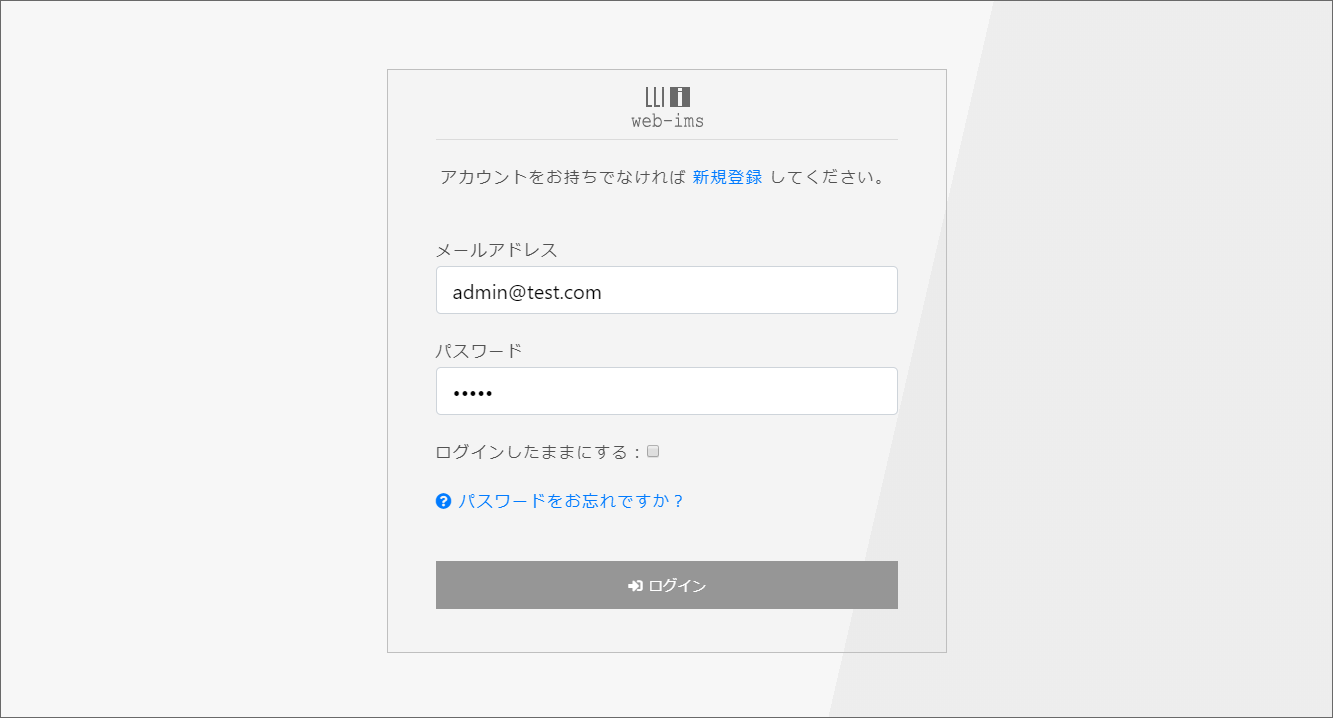 web-ims
アカウントをお持ちでなければ 新規登録 してください。
メールアドレス
admin@test.com
パスワード
•••••
ログインしたままにする：
パスワードをお忘れですか？
ログイン